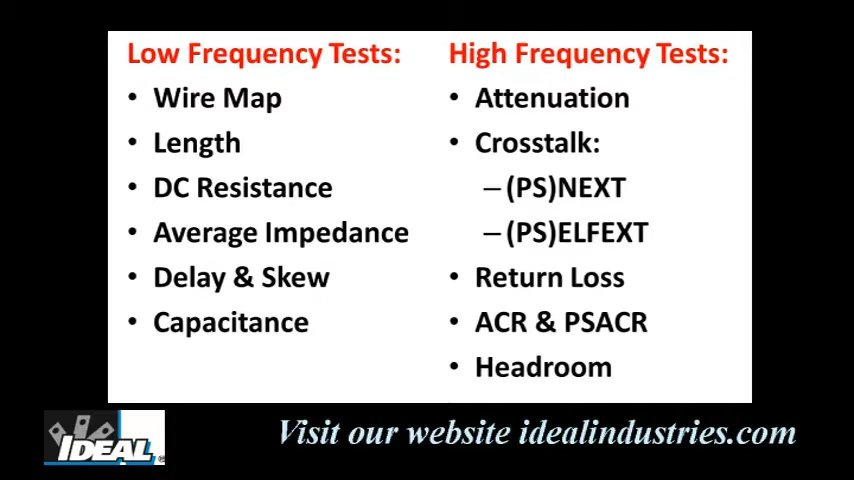 Low Frequency Tests:
• Wire Map
• Length
• DC Resistance
• Average Impedance
• Delay & Skew
• Capacitance
High Frequency Tests:
• Attenuation
• Crosstalk:
– (PS)NEXT
– (PS)ELFEXT
• Return Loss
• ACR & PSACR
• Headroom
IDEAL®
Visit our website idealindustries.com